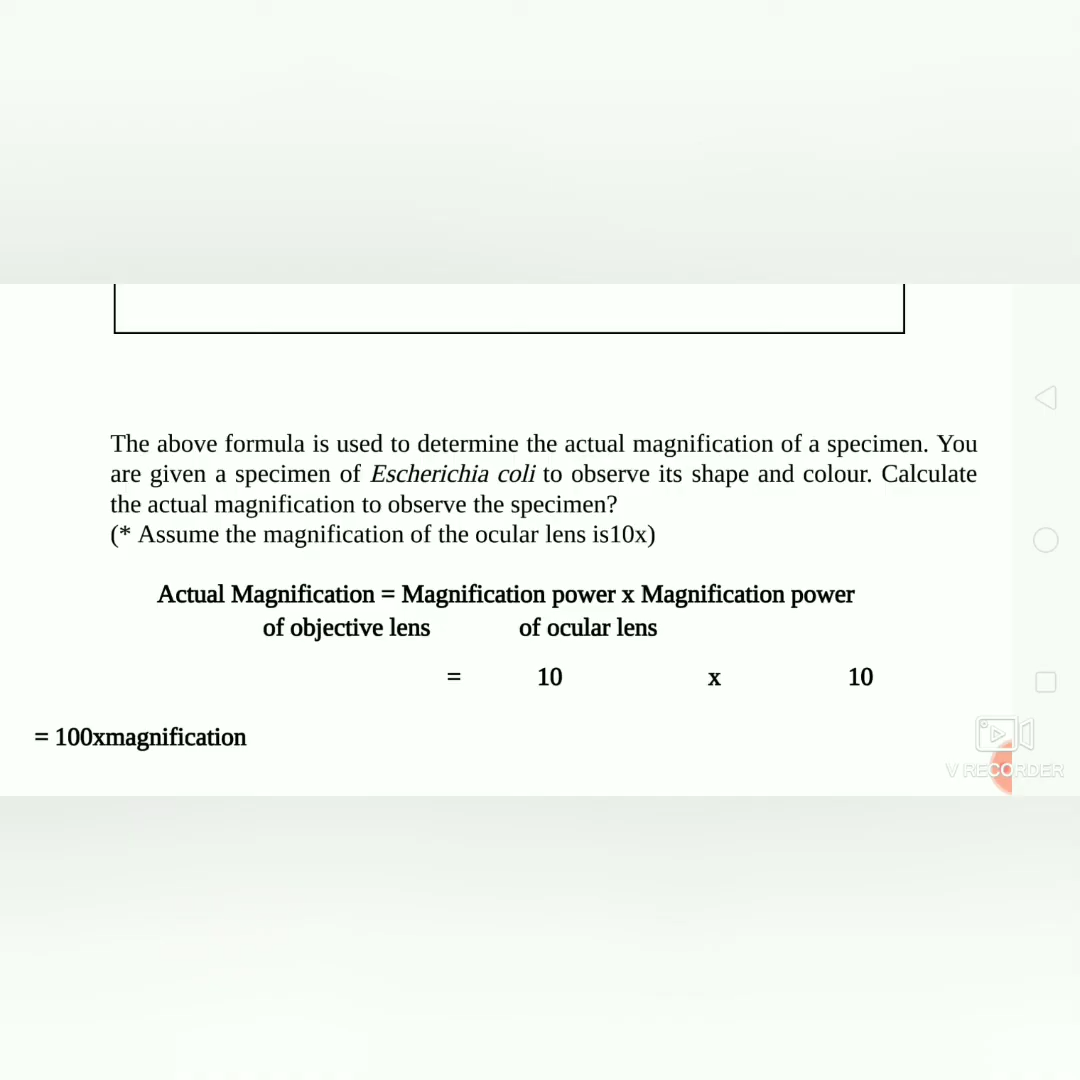 The above formula is used to determine the actual magnification of a specimen. You
are given a specimen of Escherichia coli to observe its shape and colour. Calculate
the actual magnification to observe the specimen?
(* Assume the magnification of the ocular lens is10x)
Actual Magnification = Magnification power x Magnification power
of objective lens of ocular lens
= 10 x 10
= 100xmagnification
V RECORDER